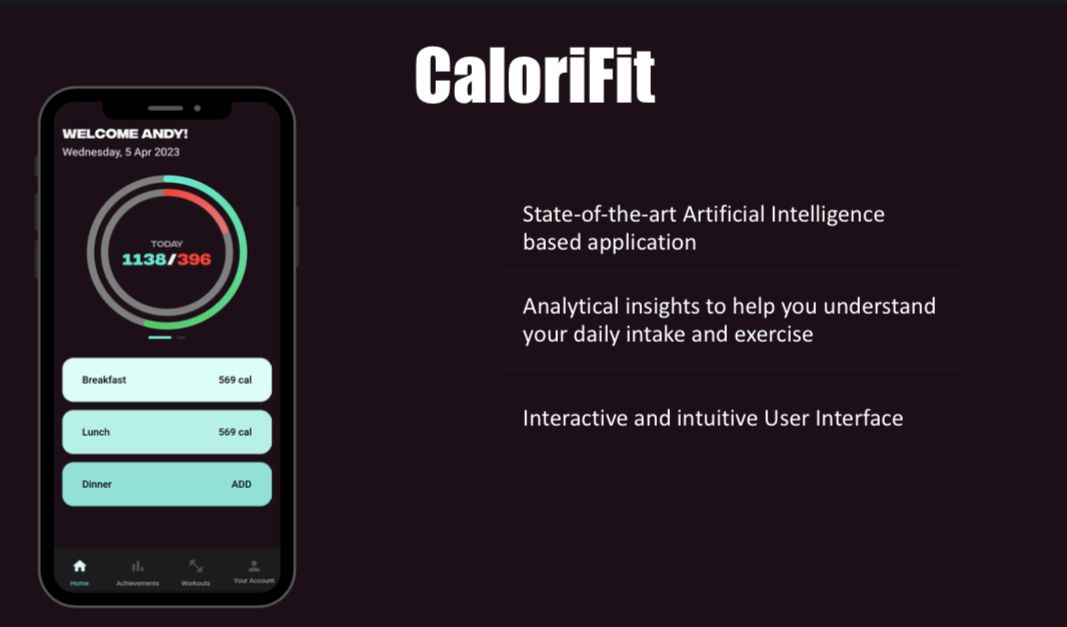 CaloriFit
WELCOME ANDY!
Wednesday, 5 Apr 2023
TODAY
1138/396
Breakfast 569 cal
Lunch 569 cal
Dinner ADD
Home Achievements Workouts Your Account
State-of-the-art Artificial Intelligence
based application
Analytical insights to help you understand
your daily intake and exercise
Interactive and intuitive User Interface